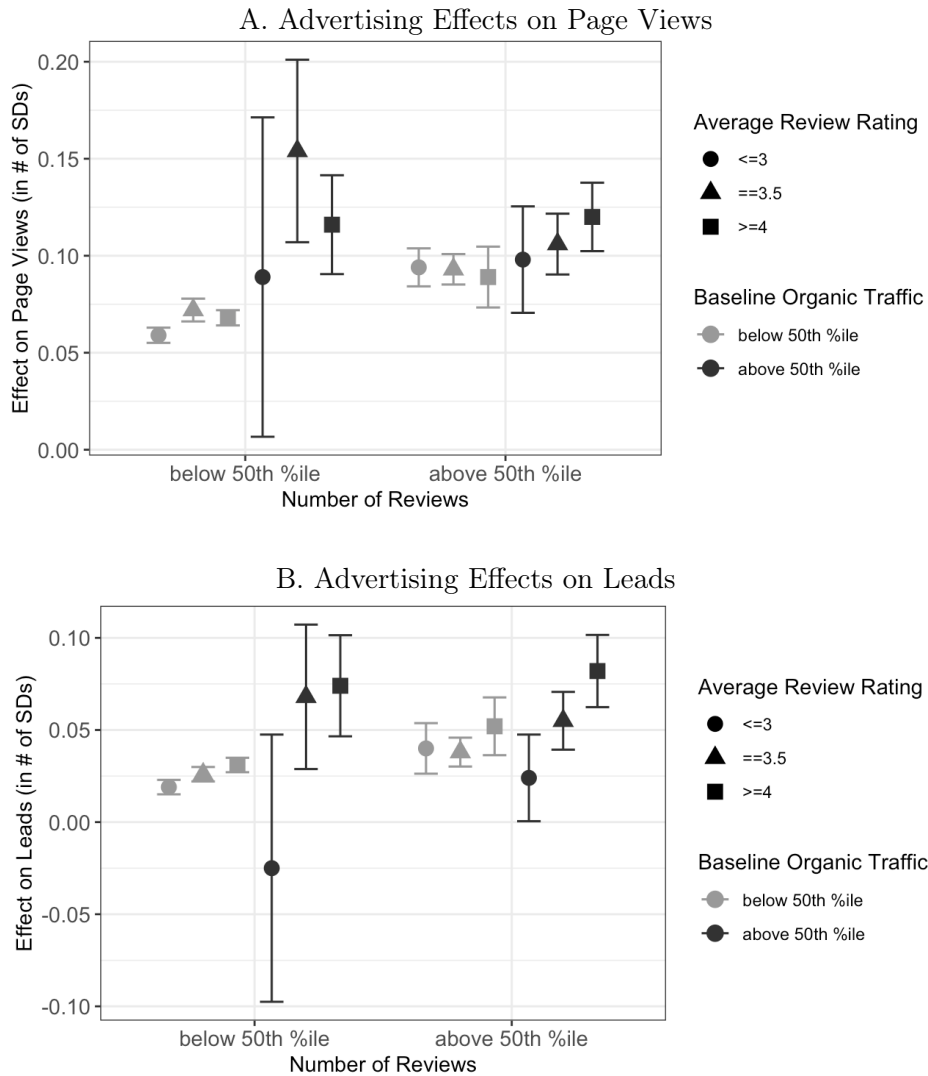 A. Advertising Effects on Page Views
Effect on Page Views (in # of SDs)
0.20
0.15
0.10
0.05
0.00
below 50th %ile
above 50th %ile
Number of Reviews
Average Review Rating
<=3
==3.5
>=4
Baseline Organic Traffic
below 50th %ile
above 50th %ile
B. Advertising Effects on Leads
Effect on Leads (in # of SDs)
0.10
0.05
0.00
-0.05
-0.10
below 50th %ile
above 50th %ile
Number of Reviews
Average Review Rating
<=3
==3.5
>=4
Baseline Organic Traffic
below 50th %ile
above 50th %ile